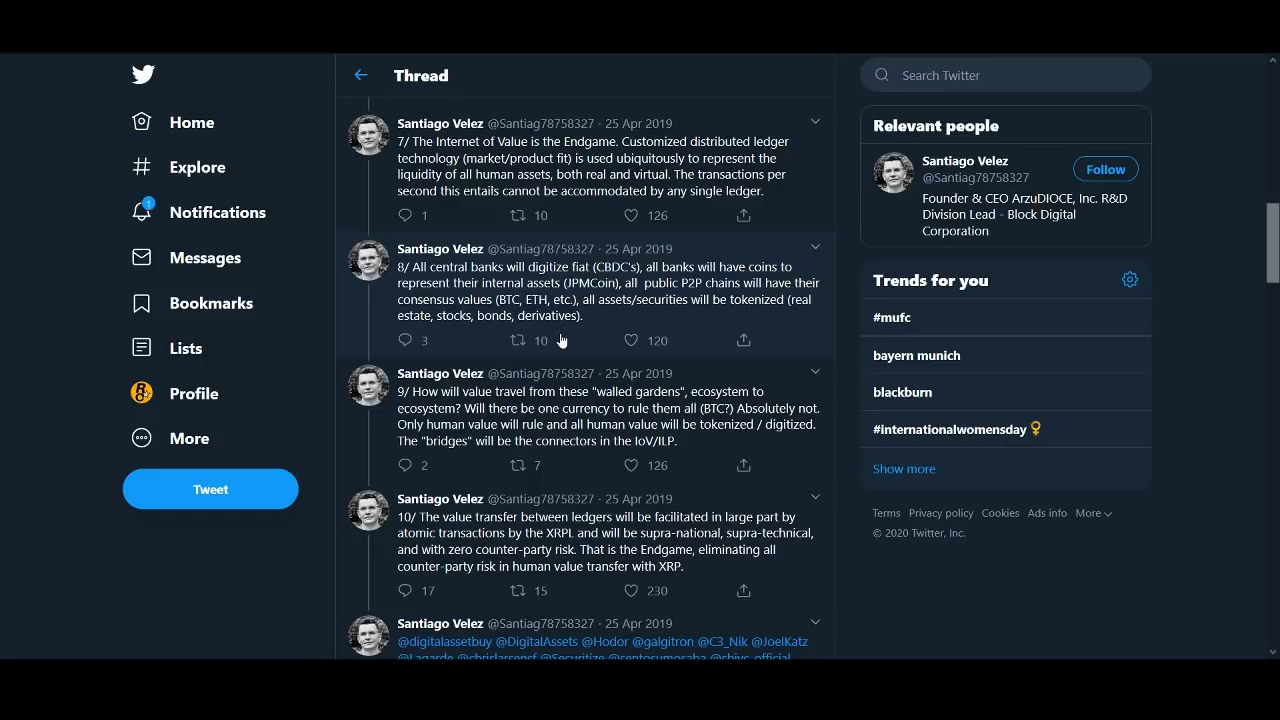 Home
Explore
1
Notifications
Messages
Bookmarks
Lists
Profile
More
Tweet
Thread
Santiago Velez @Santiag78758327 · 25 Apr 2019
7/ The Internet of Value is the Endgame. Customized distributed ledger
technology (market/product fit) is used ubiquitously to represent the
liquidity of all human assets, both real and virtual. The transactions per
second this entails cannot be accommodated by any single ledger.
1 10 126
Santiago Velez @Santiag78758327 · 25 Apr 2019
8/ All central banks will digitize fiat (CBDC's), all banks will have coins to
represent their internal assets (JPMCoin), all public P2P chains will have their
consensus values (BTC, ETH, etc.), all assets/securities will be tokenized (real
estate, stocks, bonds, derivatives).
3 10 120
Santiago Velez @Santiag78758327 · 25 Apr 2019
9/ How will value travel from these "walled gardens", ecosystem to
ecosystem? Will there be one currency to rule them all (BTC?) Absolutely not.
Only human value will rule and all human value will be tokenized / digitized.
The "bridges" will be the connectors in the IoV/ILP.
2 7 126
Santiago Velez @Santiag78758327 · 25 Apr 2019
10/ The value transfer between ledgers will be facilitated in large part by
atomic transactions by the XRPL and will be supra-national, supra-technical,
and with zero counter-party risk. That is the Endgame, eliminating all
counter-party risk in human value transfer with XRP.
17 15 230
Santiago Velez @Santiag78758327 · 25 Apr 2019
@digitalassetbuy @DigitalAssets @Hodor @galgitron @C3_Nik @JoelKatz
@Lagarde @chrislarsensf @Securitize @sentosumosaba @sbivc_official
Search Twitter
Relevant people
Santiago Velez
@Santiag78758327
Follow
Founder & CEO ArzuDIOCE, Inc. R&D
Division Lead - Block Digital
Corporation
Trends for you
#mufc
bayern munich
blackburn
#internationalwomensday
Show more
Terms Privacy policy Cookies Ads info More
© 2020 Twitter, Inc.